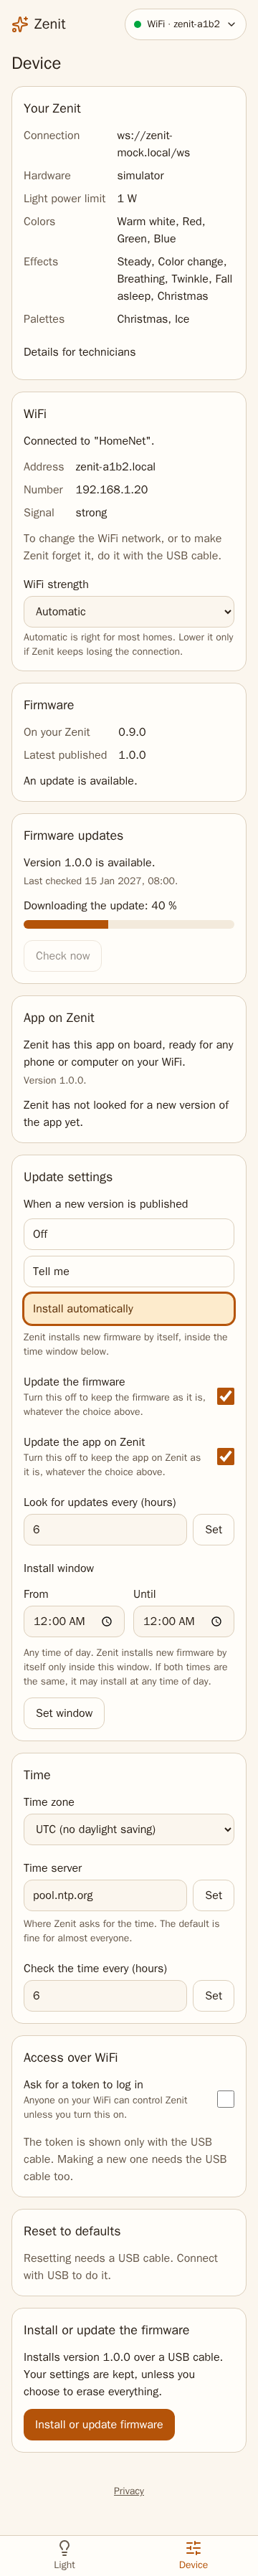 Zenit
WiFi · zenit-a1b2
Device
Your Zenit
Connection
ws://zenit-
mock.local/ws
Hardware
simulator
Light power limit
1 W
Colors
Warm white, Red,
Green, Blue
Effects
Steady, Color change,
Breathing, Twinkle, Fall
asleep, Christmas
Palettes
Christmas, Ice
Details for technicians
WiFi
Connected to "HomeNet".
Address
zenit-a1b2.local
Number
192.168.1.20
Signal
strong
To change the WiFi network, or to make
Zenit forget it, do it with the USB cable.
WiFi strength
Automatic
Automatic is right for most homes. Lower it only
if Zenit keeps losing the connection.
Firmware
On your Zenit
0.9.0
Latest published
1.0.0
An update is available.
Firmware updates
Version 1.0.0 is available.
Last checked 15 Jan 2027, 08:00.
Downloading the update: 40 %
Check now
App on Zenit
Zenit has this app on board, ready for any
phone or computer on your WiFi.
Version 1.0.0.
Zenit has not looked for a new version of
the app yet.
Update settings
When a new version is published
Off
Tell me
Install automatically
Zenit installs new firmware by itself, inside the
time window below.
Update the firmware
Turn this off to keep the firmware as it is,
whatever the choice above.
Update the app on Zenit
Turn this off to keep the app on Zenit as
it is, whatever the choice above.
Look for updates every (hours)
6
Set
Install window
From
Until
12:00 AM
12:00 AM
Any time of day. Zenit installs new firmware by
itself only inside this window. If both times are
the same, it may install at any time of day.
Set window
Time
Time zone
UTC (no daylight saving)
Time server
pool.ntp.org
Set
Where Zenit asks for the time. The default is
fine for almost everyone.
Check the time every (hours)
6
Set
Access over WiFi
Ask for a token to log in
Anyone on your WiFi can control Zenit
unless you turn this on.
The token is shown only with the USB
cable. Making a new one needs the USB
cable too.
Reset to defaults
Resetting needs a USB cable. Connect
with USB to do it.
Install or update the firmware
Installs version 1.0.0 over a USB cable.
Your settings are kept, unless you
choose to erase everything.
Install or update firmware
Privacy
Light
Device